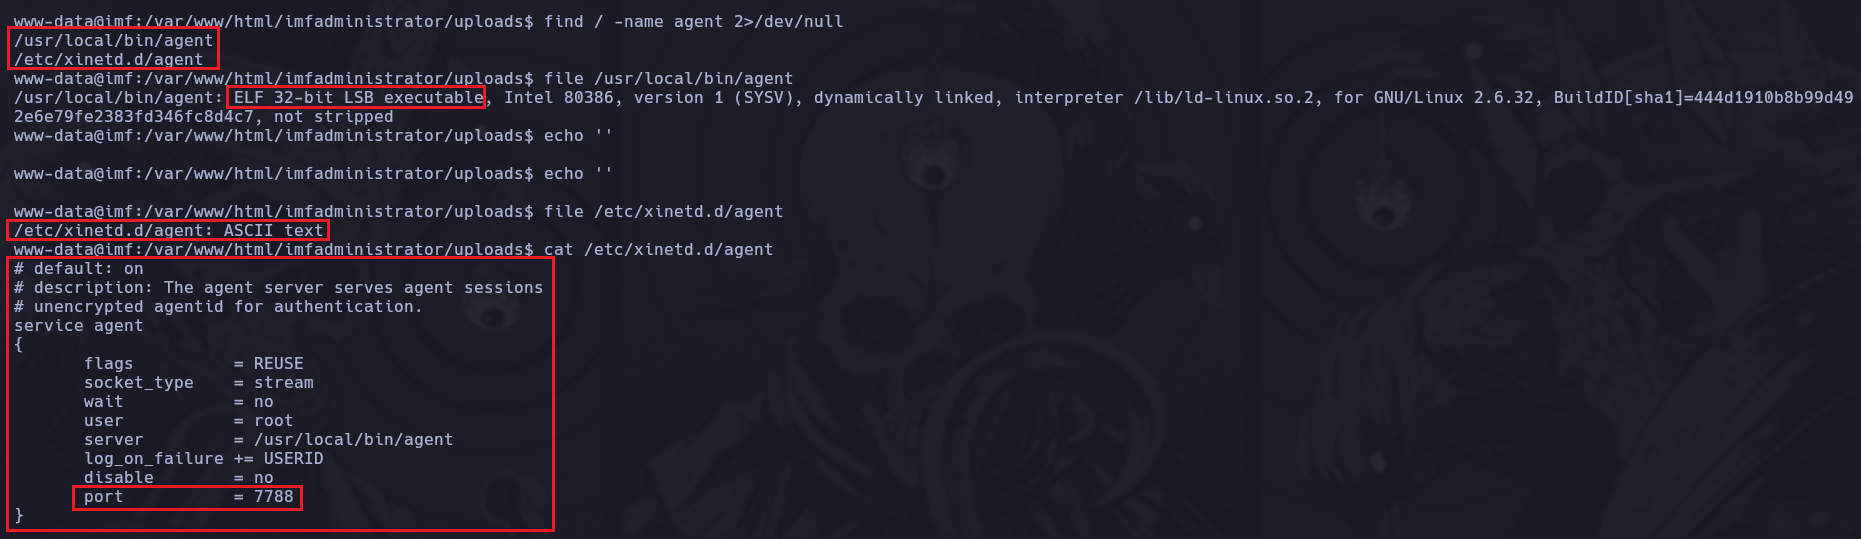 www-data@imf:/var/www/html/imfadministrator/uploads$ find / -name agent 2>/dev/null
/usr/local/bin/agent
/etc/xinetd.d/agent
www-data@imf:/var/www/html/imfadministrator/uploads$ file /usr/local/bin/agent
/usr/local/bin/agent: ELF 32-bit LSB executable, Intel 80386, version 1 (SYSV), dynamically linked, interpreter /lib/ld-linux.so.2, for GNU/Linux 2.6.32, BuildID[sha1]=444d1910b8b99d49
2e6e79fe2383fd346fc8d4c7, not stripped
www-data@imf:/var/www/html/imfadministrator/uploads$ echo ''
www-data@imf:/var/www/html/imfadministrator/uploads$ echo ''
www-data@imf:/var/www/html/imfadministrator/uploads$ file /etc/xinetd.d/agent
/etc/xinetd.d/agent: ASCII text
www-data@imf:/var/www/html/imfadministrator/uploads$ cat /etc/xinetd.d/agent
# default: on
# description: The agent server serves agent sessions
# unencrypted agentid for authentication.
service agent
{
       flags          = REUSE
       socket_type    = stream
       wait           = no
       user           = root
       server         = /usr/local/bin/agent
       log_on_failure += USERID
       disable        = no
       port           = 7788
}